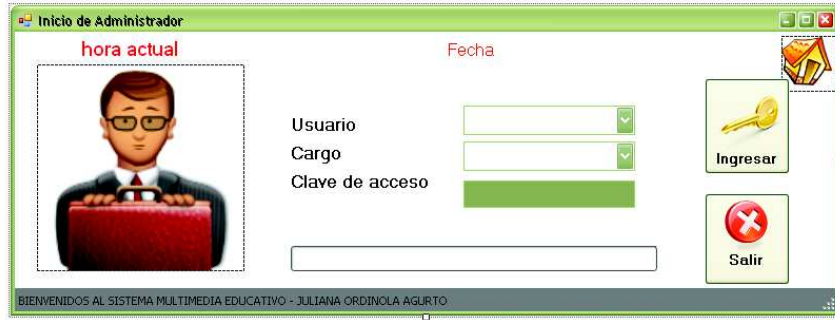 Inicio de Administrador
hora actual
Fecha
Usuario
Cargo
Clave de acceso
Ingresar
Salir
BIENVENIDOS AL SISTEMA MULTIMEDIA EDUCATIVO - JULIANA ORDINOLA AGURTO